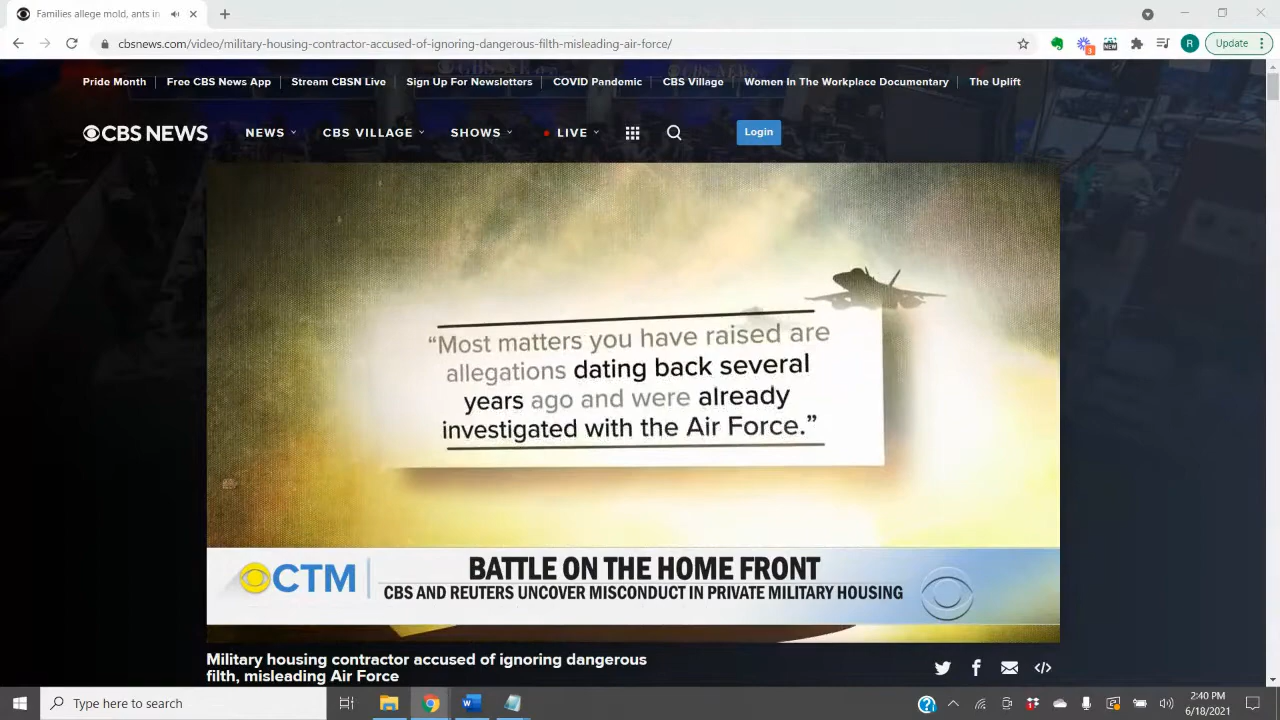 Families allege mold, ants in
cbsnews.com/video/military-housing-contractor-accused-of-ignoring-dangerous-filth-misleading-air-force/
3
NEW
R
Update
Pride Month
Free CBS News App
Stream CBSN Live
Sign Up For Newsletters
COVID Pandemic
CBS Village
Women In The Workplace Documentary
The Uplift
CBS NEWS
NEWS
CBS VILLAGE
SHOWS
LIVE
Login
“Most matters you have raised are
allegations dating back several
years ago and were already
investigated with the Air Force.”
CTM
BATTLE ON THE HOME FRONT
CBS AND REUTERS UNCOVER MISCONDUCT IN PRIVATE MILITARY HOUSING
Military housing contractor accused of ignoring dangerous
filth, misleading Air Force
Type here to search
W
2:40 PM
6/18/2021